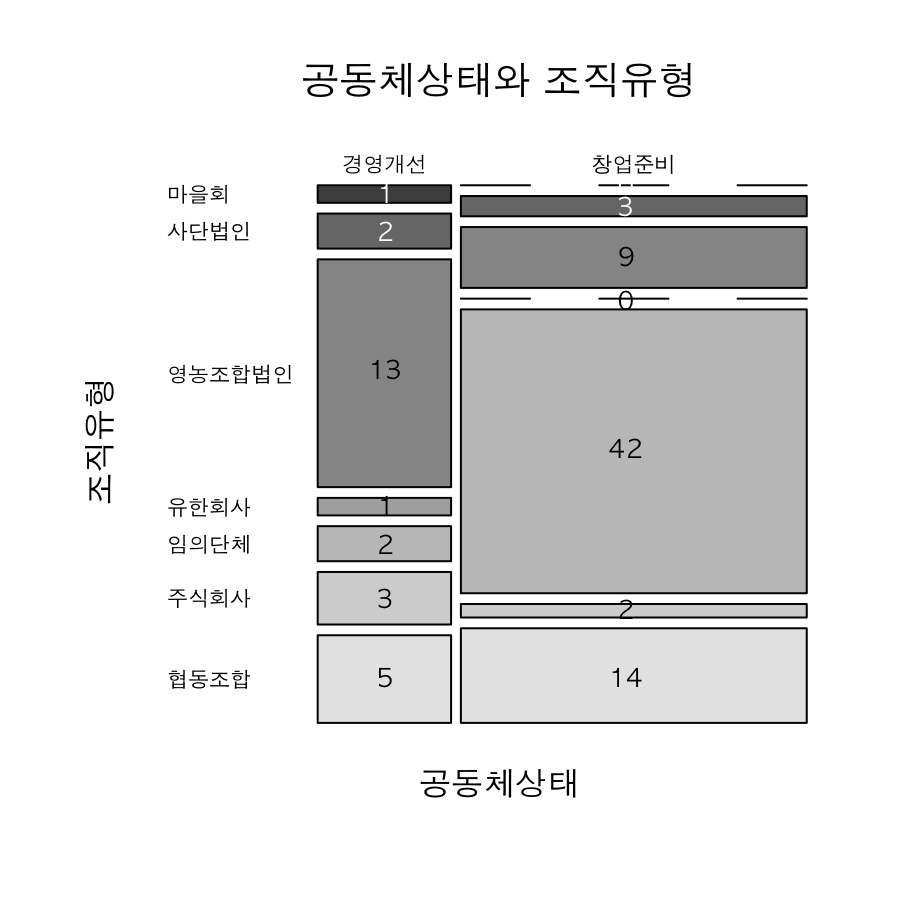 공동체상태와 조직유형
경영개선 창업준비
마을회 1 0
사단법인 2 3
영농조합법인 13 9
유한회사 1 0
임의단체 2 42
주식회사 3 2
협동조합 5 14
조직유형
공동체상태